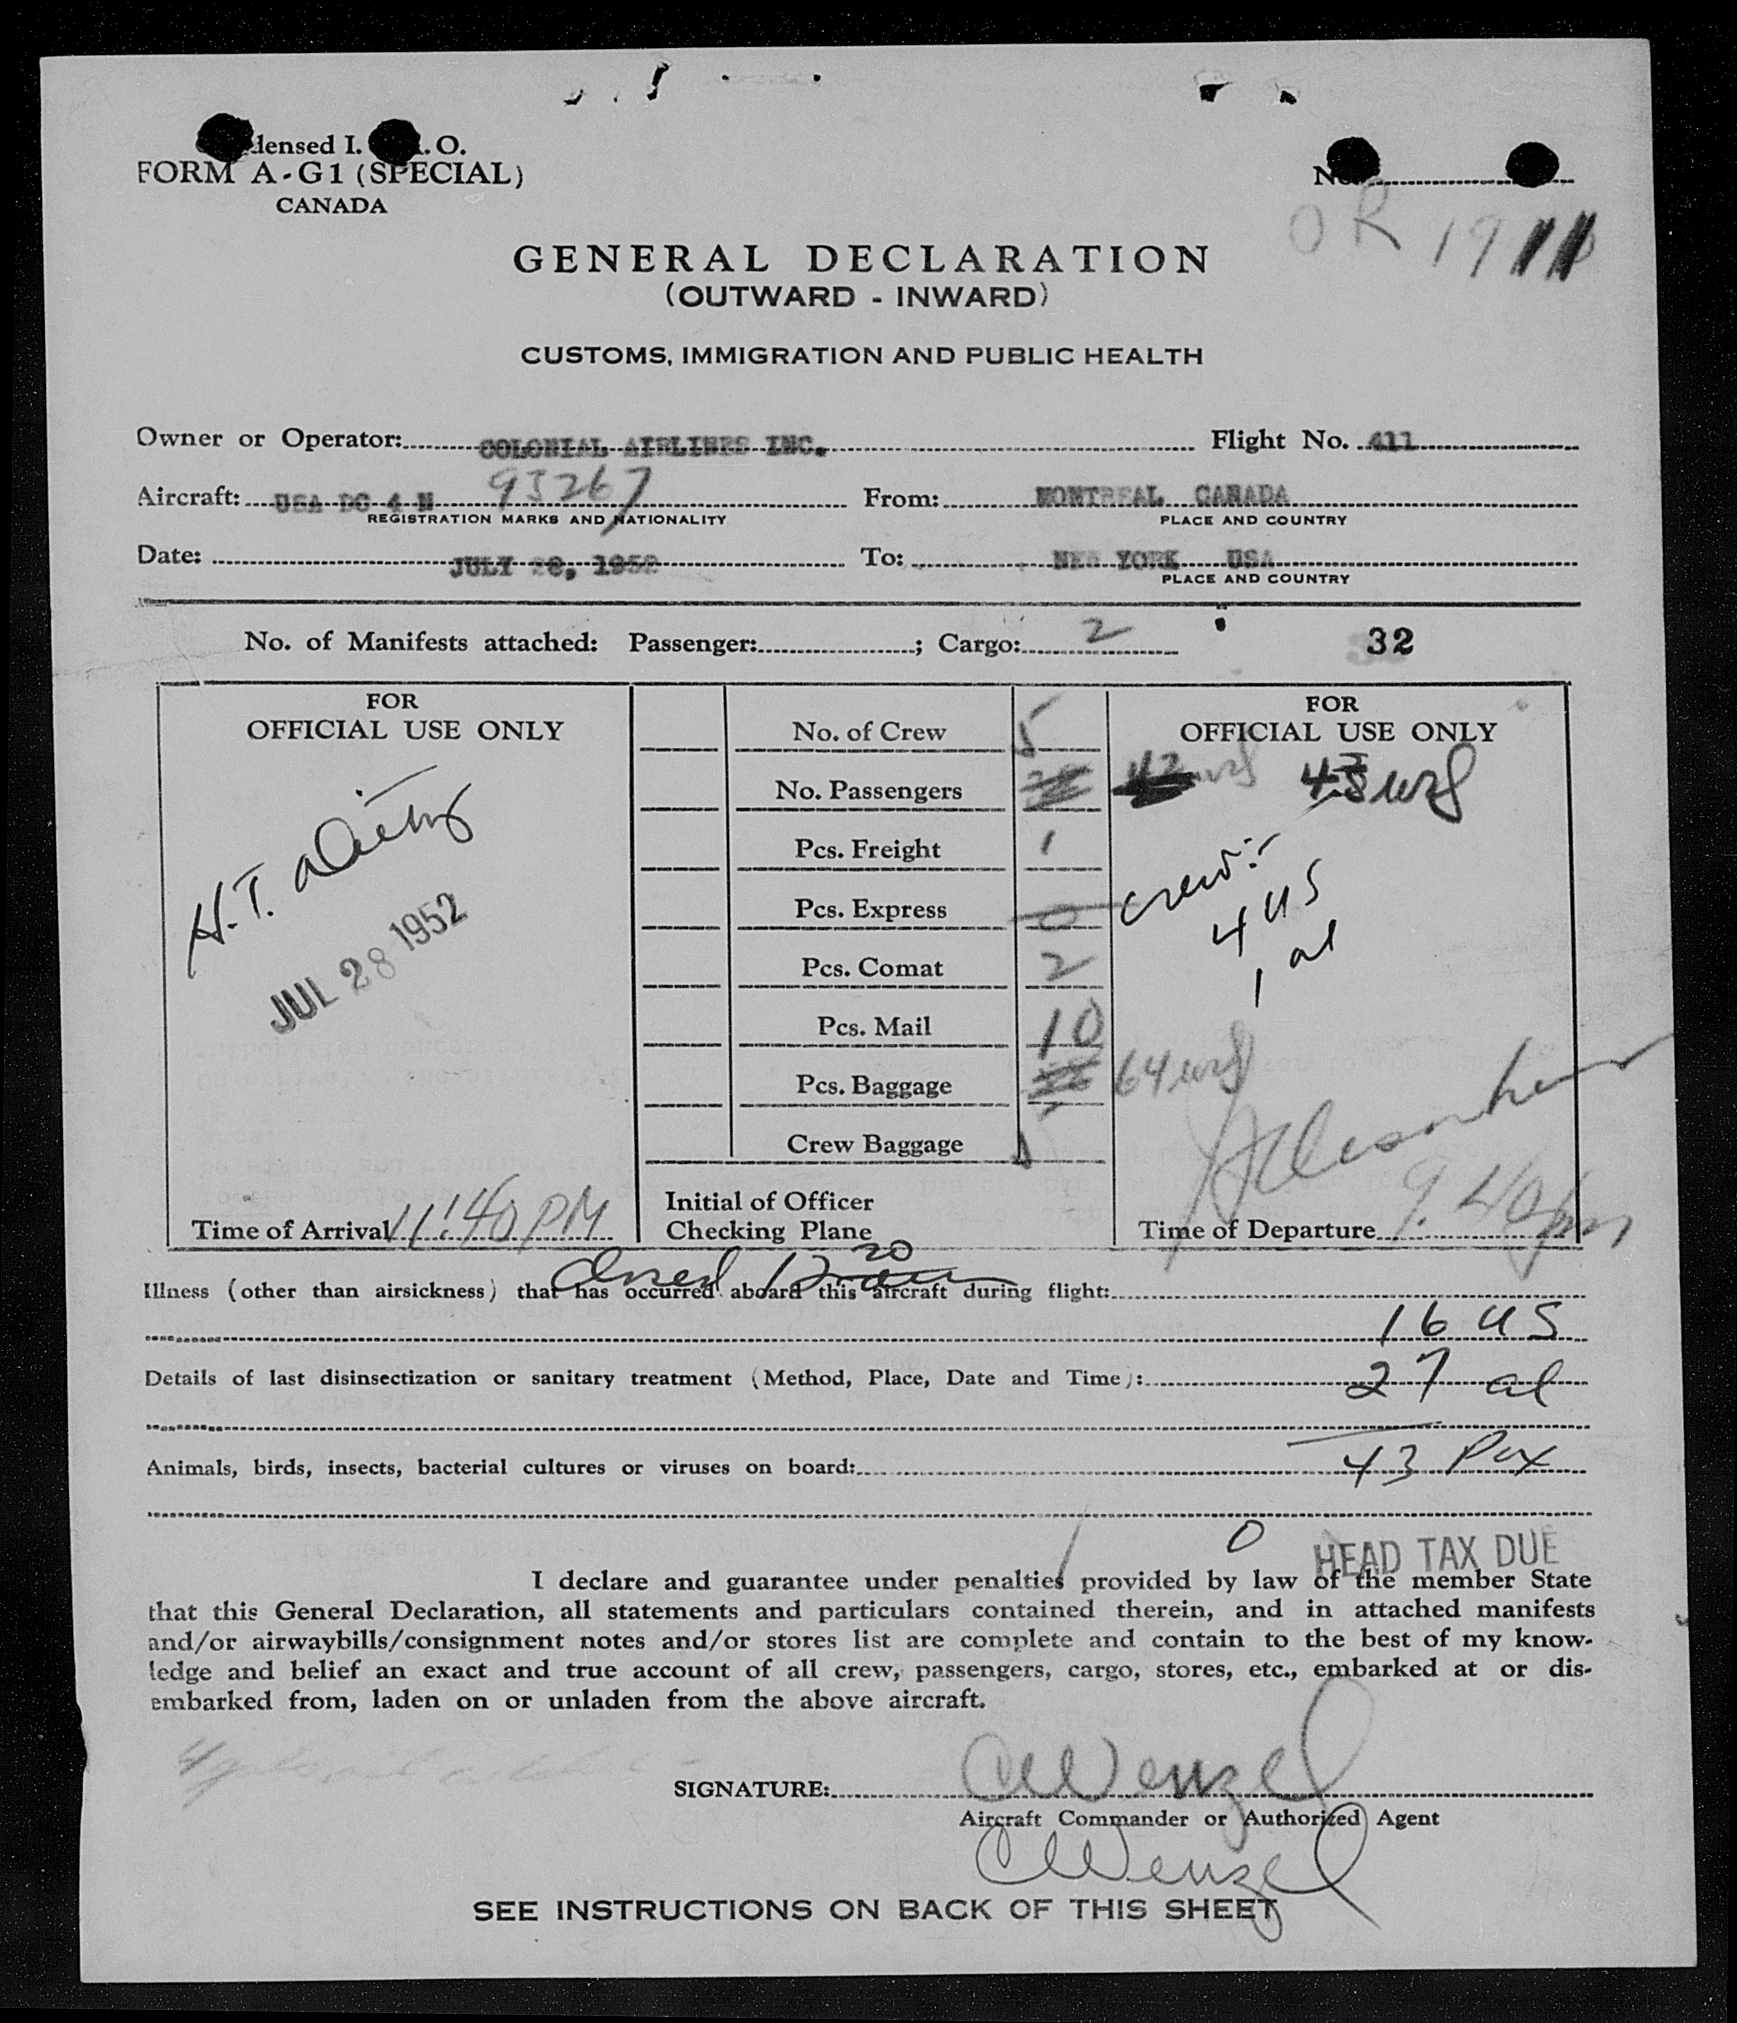 densed I. .O.
FORM A-G1 (SPECIAL)
CANADA
No.
OR 19
GENERAL DECLARATION
(OUTWARD - INWARD)
CUSTOMS, IMMIGRATION AND PUBLIC HEALTH
Owner or Operator: COLONIAL AIRLINES INC. Flight No. 411
Aircraft: USA DC 4 N 93267 From: MONTREAL CANADA
REGISTRATION MARKS AND NATIONALITY PLACE AND COUNTRY
Date: JULY 28, 1952 To: NEW YORK USA
PLACE AND COUNTRY
No. of Manifests attached: Passenger: ; Cargo: 2 32
FOR
OFFICIAL USE ONLY
H.T.
JUL 28 1952
Time of Arrival 11:40 PM
No. of Crew 5
No. Passengers
Pcs. Freight 1
Pcs. Express 0
Pcs. Comat 2
Pcs. Mail 10
Pcs. Baggage 64
Crew Baggage
Initial of Officer
Checking Plane
FOR
OFFICIAL USE ONLY
42 43
Crew:-
4 US
1 al
Time of Departure 9.40 pm
20
Illness (other than airsickness) that has occurred aboard this aircraft during flight:
16 US
Details of last disinsectization or sanitary treatment (Method, Place, Date and Time): 27 al
Animals, birds, insects, bacterial cultures or viruses on board: 43 Pax
0 HEAD TAX DUE
I declare and guarantee under penalties provided by law of the member State
that this General Declaration, all statements and particulars contained therein, and in attached manifests
and/or airwaybills/consignment notes and/or stores list are complete and contain to the best of my know-
ledge and belief an exact and true account of all crew, passengers, cargo, stores, etc., embarked at or dis-
embarked from, laden on or unladen from the above aircraft.
SIGNATURE: CWenzel
Aircraft Commander or Authorized Agent
CWenzel
SEE INSTRUCTIONS ON BACK OF THIS SHEET